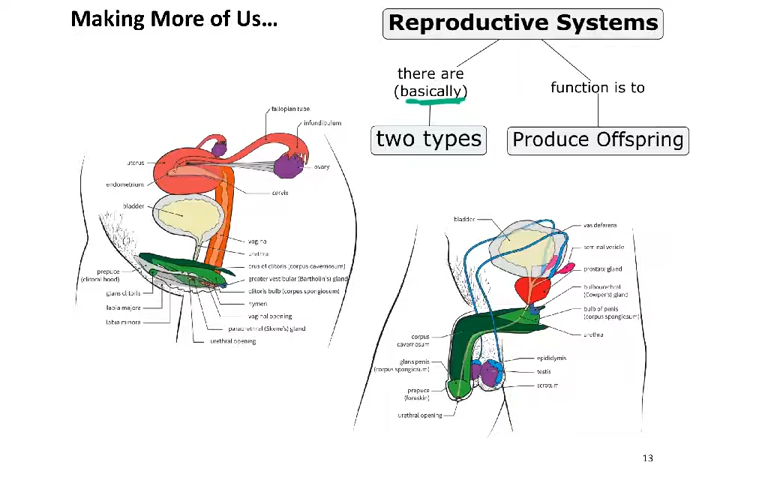 Making More of Us...
Reproductive Systems
there are
(basically)
function is to
two types
Produce Offspring
fallopian tube
infundibulum
uterus
ovary
endometrium
cervix
bladder
vagina
urethra
crus of clitoris (corpus cavernosum)
prepuce
(clitoral hood)
greater vestibular (Bartholin's) gland
glans clitoris
clitoris bulb (corpus spongiosum)
hymen
labia majora
vaginal opening
labia minora
paraurethral (Skene's) gland
urethral opening
bladder
vas deferens
seminal vesicle
prostate gland
bulbourethral
(Cowper's) gland
bulb of penis
(corpus spongiosum)
urethra
corpus
cavernosum
glans penis
(corpus spongiosum)
epididymis
testis
scrotum
prepuce
(foreskin)
urethral opening
13